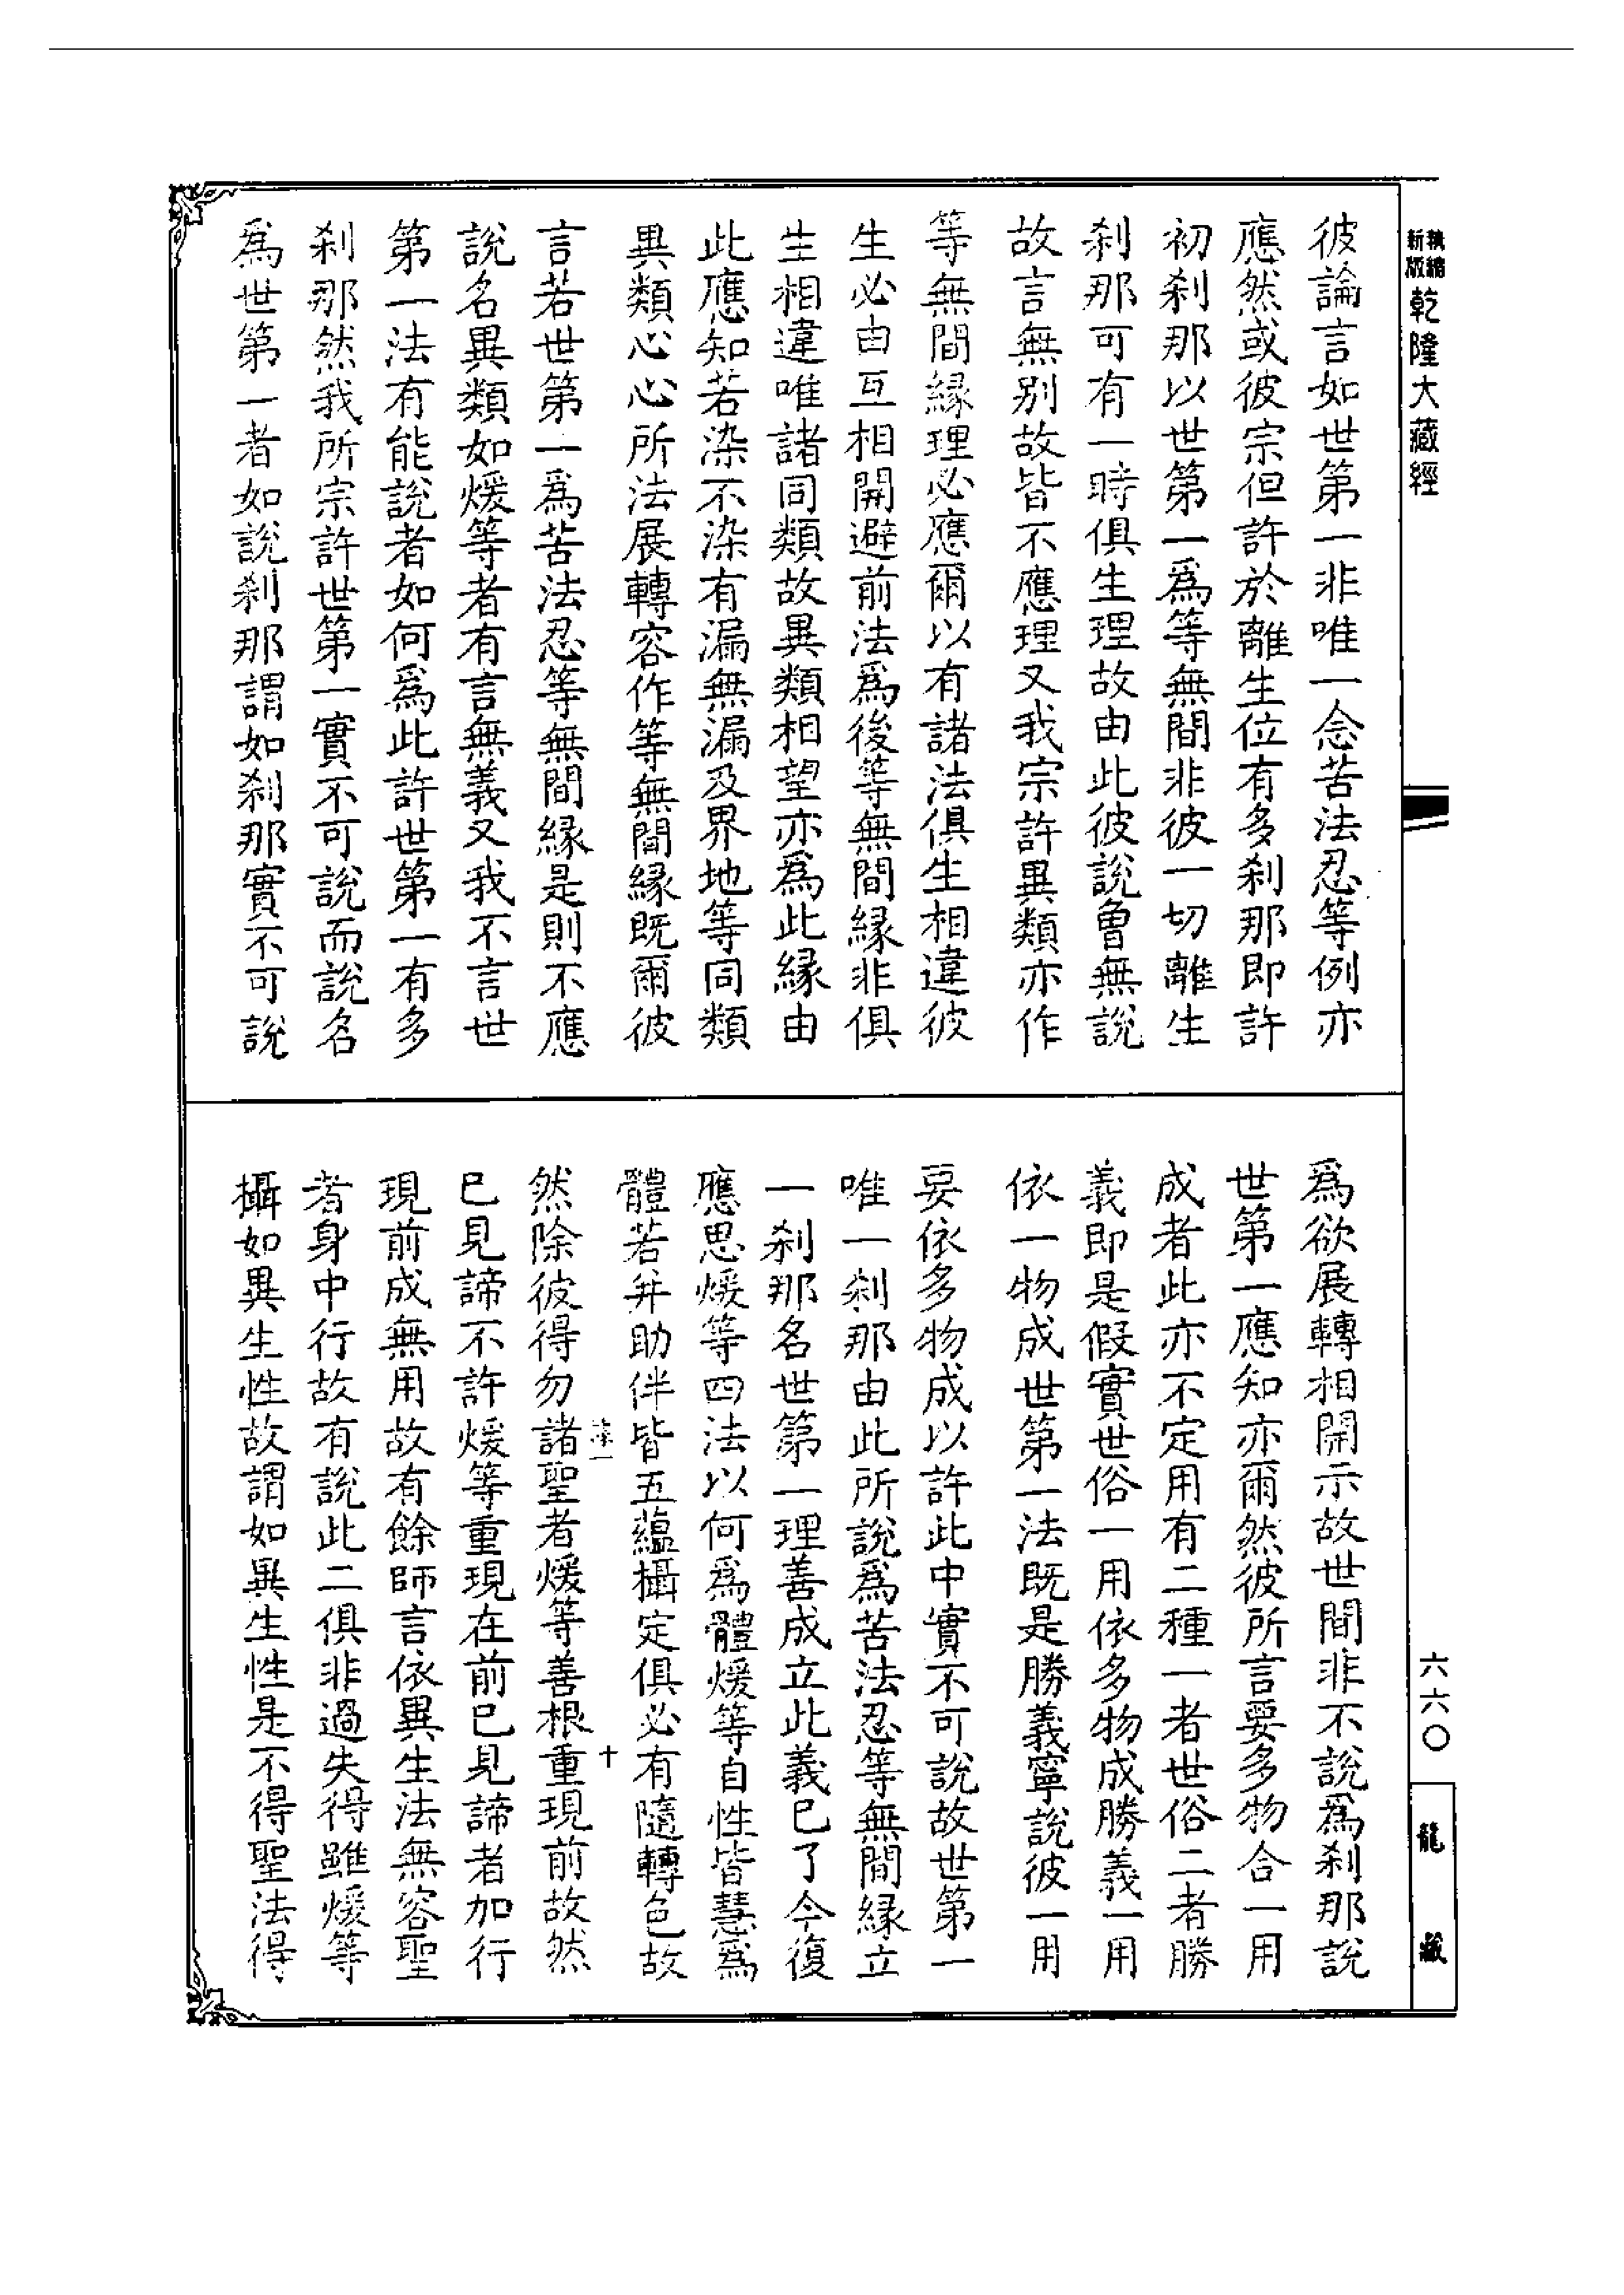 新版 執縮 乾隆大藏經
彼論言如世第一非唯一念苦法忍等例亦
應然或彼宗但許於離生位有多刹那即許
初刹那以世第一爲等無間非彼一切離生
刹那可有一時俱生理故由此彼說曾無說
故言無別故皆不應理又我宗許異類亦作
等無間緣理必應爾以有諸法俱生相違彼
生必由互相開避前法爲後等無間緣非俱
生相違唯諸同類故異類相望亦爲此緣由
此應知若染不染有漏無漏及界地等同類
異類心心所法展轉容作等無間緣既爾彼
言若世第一爲苦法忍等無間緣是則不應
說名異類如煖等者有言無義又我不言世
第一法有能說者如何爲此許世第一有多
刹那然我所宗許世第一實不可說而說名
爲世第一者如說刹那謂如刹那實不可說
爲欲展轉相開示故世間非不說爲刹那說
世第一應知亦爾然彼所言要多物合一用
成者此亦不定用有二種一者世俗二者勝
義即是假實世俗一用依多物成勝義一用
依一物成世第一法既是勝義寧說彼一用
要依多物成以許此中實不可說故世第一
唯一刹那由此所說爲苦法忍等無間緣立
一刹那名世第一理善成立此義已了今復
應思煖等四法以何爲體煖等自性皆慧爲
體若并助伴皆五蘊攝定俱必有隨轉色故
然除彼得勿諸聖者煖等善根重現前故然
十
已見諦不許煖等重現在前已見諦者加行
現前成無用故有餘師言依異生法無容聖
者身中行故有說此二俱非過失得雖煖等
攝如異生性故謂如異生性是不得聖法得
六六〇
龍藏